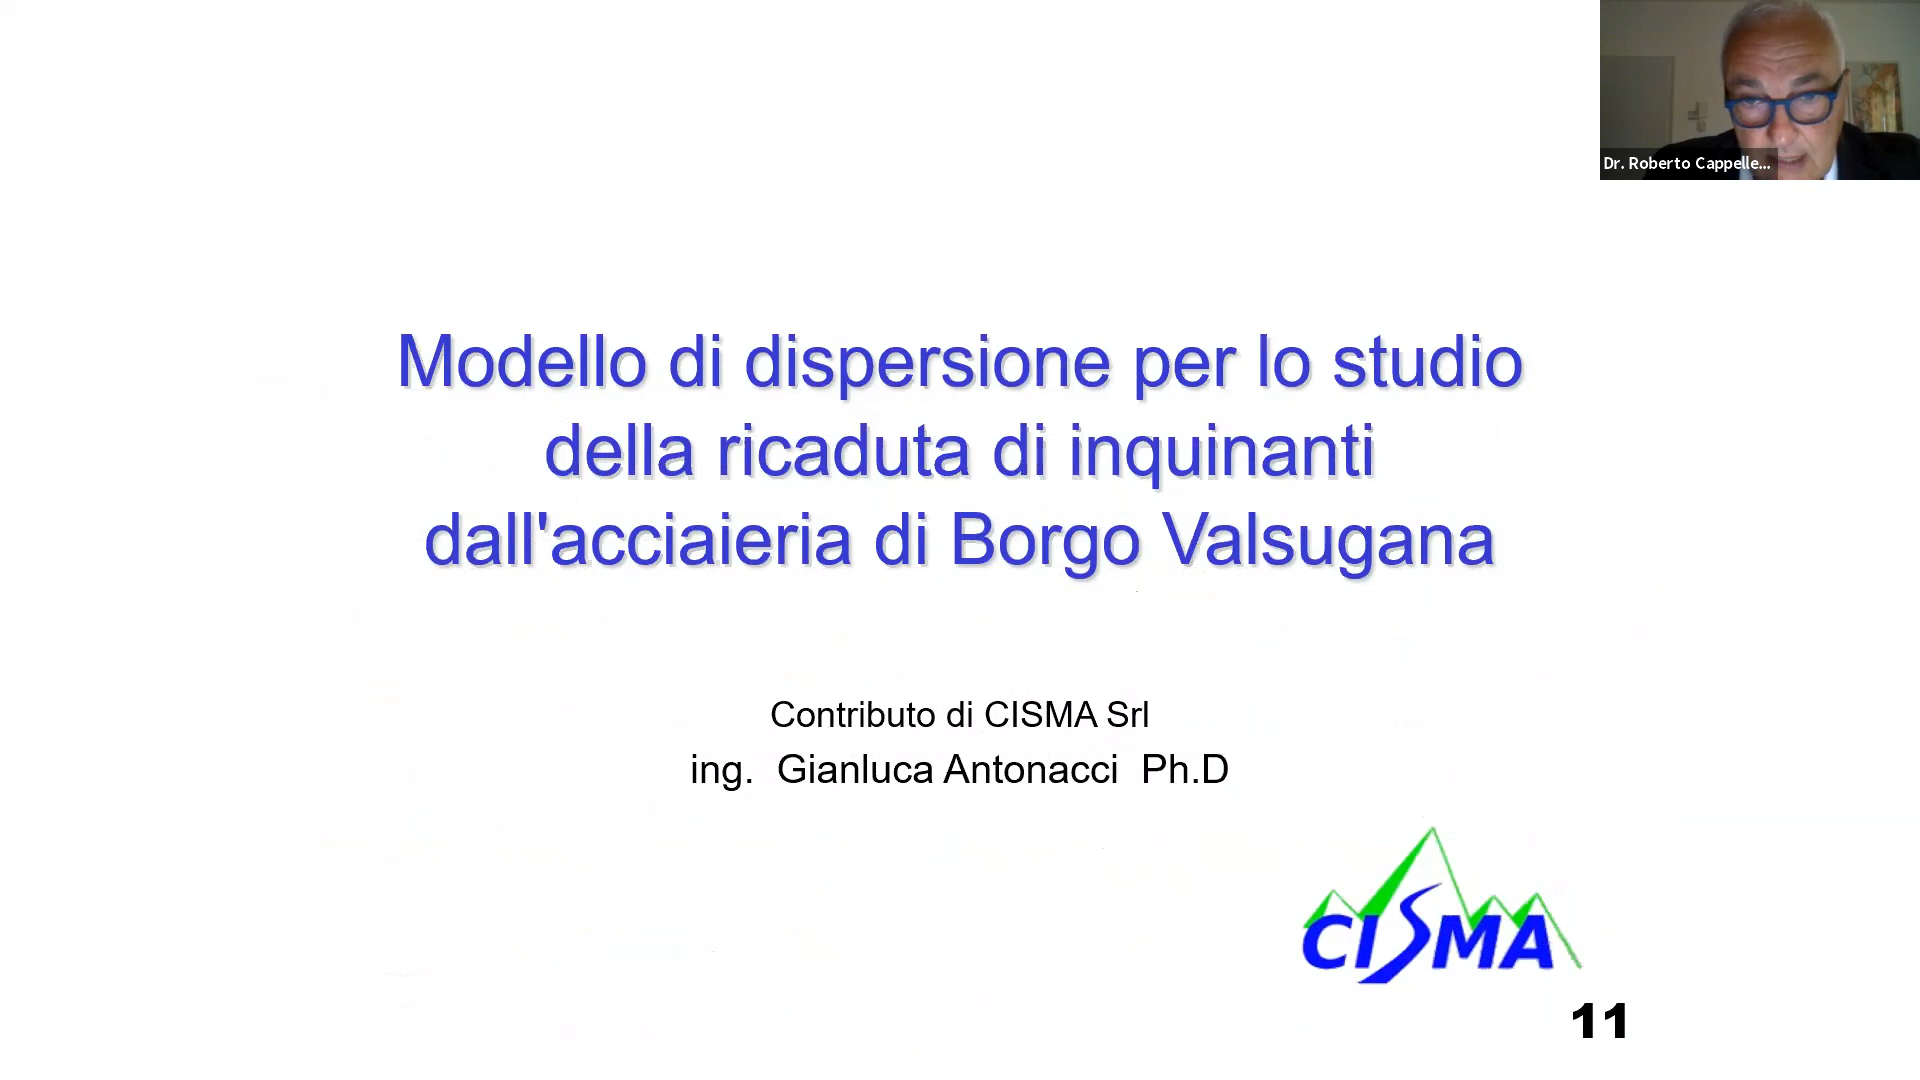 Dr. Roberto Cappelle...
Modello di dispersione per lo studio
della ricaduta di inquinanti
dall'acciaieria di Borgo Valsugana
Contributo di CISMA Srl
ing. Gianluca Antonacci Ph.D
CISMA
11